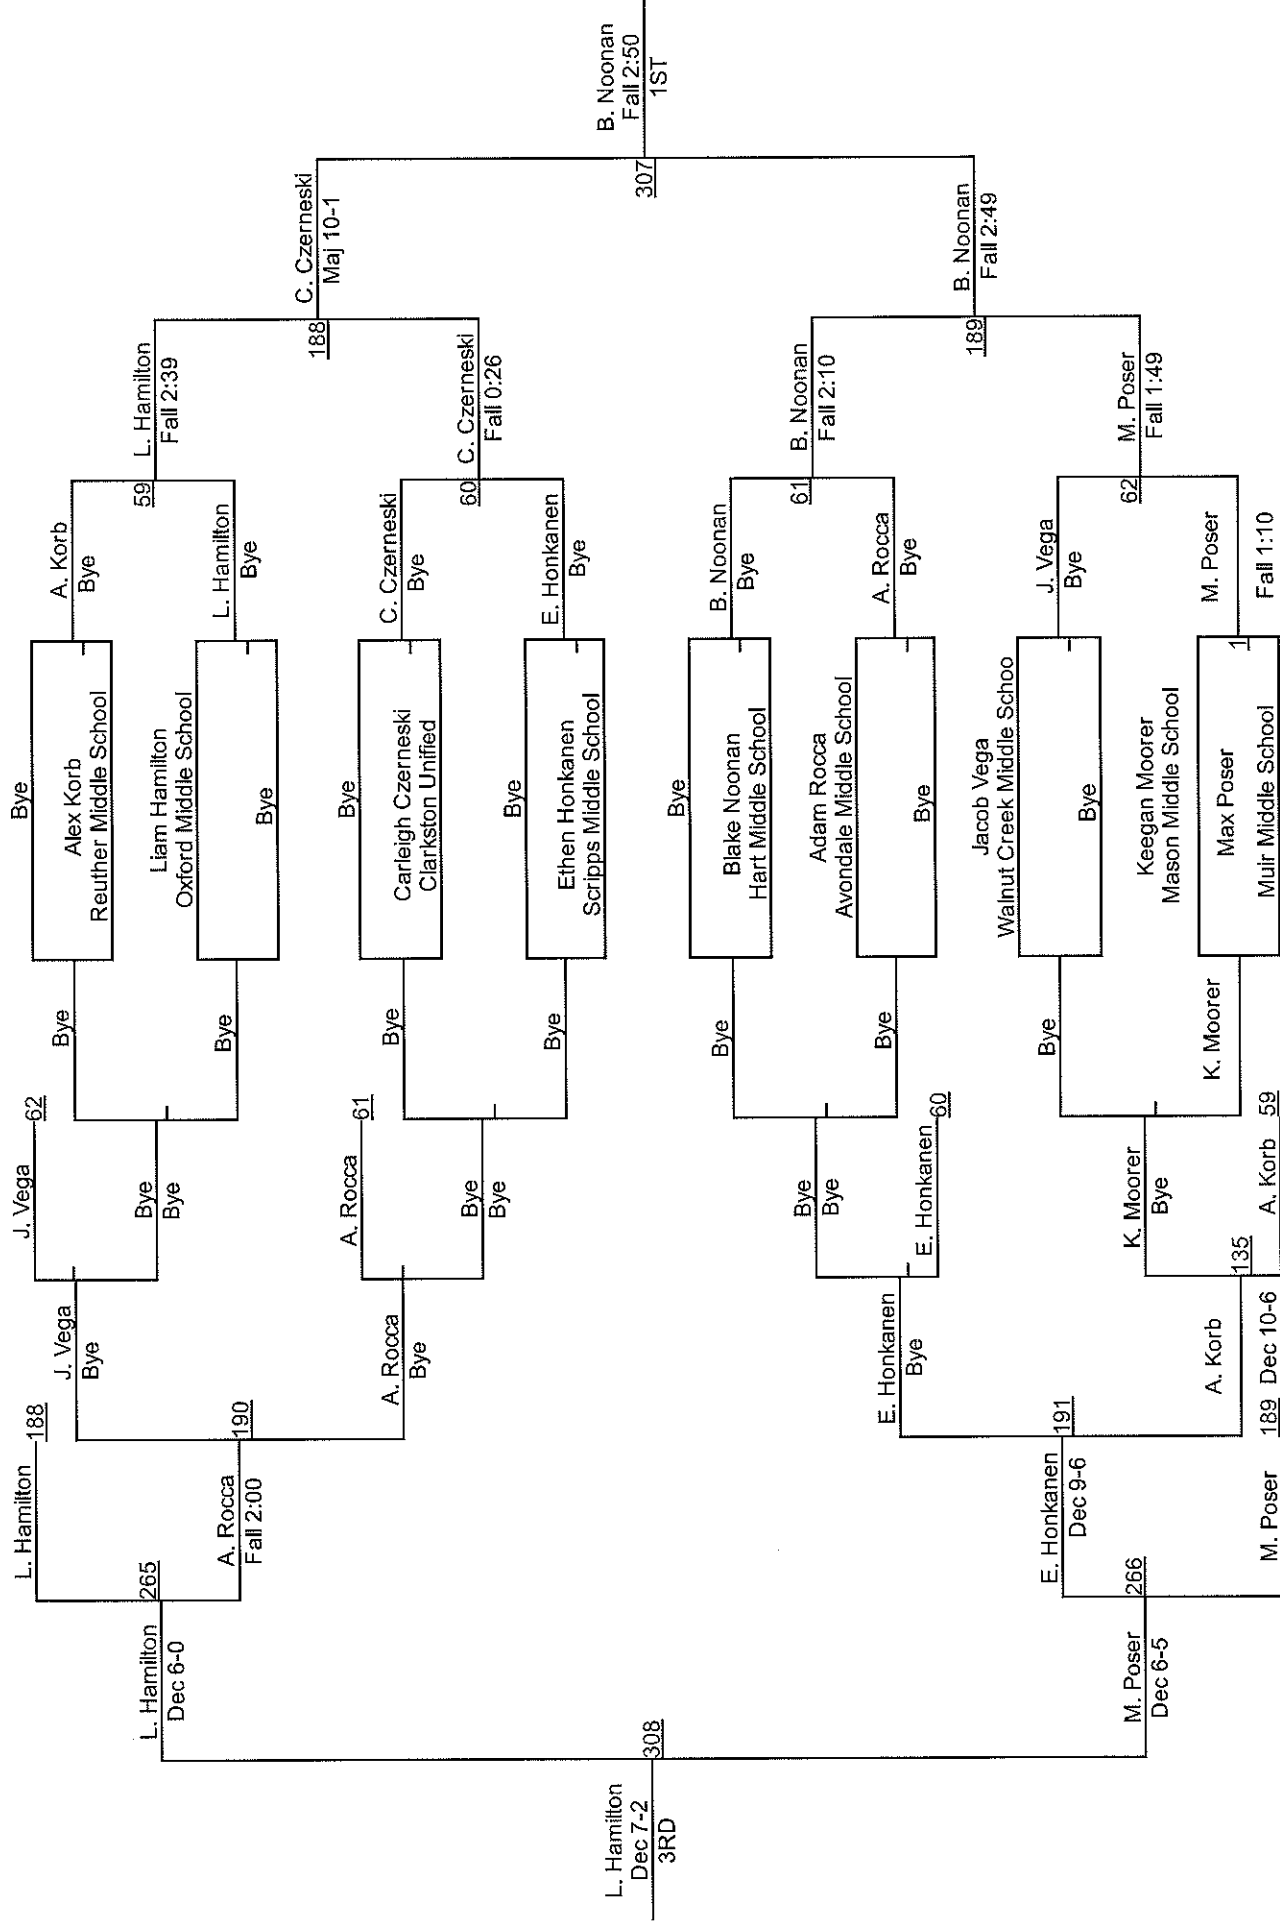 L. Hamilton
Dec 7-2
3RD
308
L. Hamilton
Dec 6-0
M. Poser
Dec 6-5
L. Hamilton
188
265
A. Rocca
Fall 2:00
E. Honkanen
Dec 9-6
266
M. Poser
189
J. Vega
Bye
190
A. Rocca
Bye
E. Honkanen
Bye
191
A. Korb
Dec 10-6
J. Vega
62
Bye
Bye
A. Rocca
61
Bye
Bye
Bye
Bye
E. Honkanen
60
K. Moorer
Bye
135
A. Korb
59
Bye
Bye
Bye
Bye
Bye
Bye
Bye
K. Moorer
Bye
Alex Korb
Reuther Middle School
Liam Hamilton
Oxford Middle School
Bye
Bye
Carleigh Czerneski
Clarkston Unified
Bye
Ethen Honkanen
Scripps Middle School
Bye
Blake Noonan
Hart Middle School
Adam Rocca
Avondale Middle School
Bye
Jacob Vega
Walnut Creek Middle Schoo
Bye
Keegan Moorer
Mason Middle School
Max Poser
1
Muir Middle School
A. Korb
Bye
59
L. Hamilton
Bye
C. Czerneski
Bye
60
E. Honkanen
Bye
B. Noonan
Bye
61
A. Rocca
Bye
J. Vega
Bye
62
M. Poser
Fall 1:10
L. Hamilton
Fall 2:39
188
C. Czerneski
Fall 0:26
B. Noonan
Fall 2:10
189
M. Poser
Fall 1:49
C. Czerneski
Maj 10-1
307
B. Noonan
Fall 2:49
B. Noonan
Fall 2:50
1ST